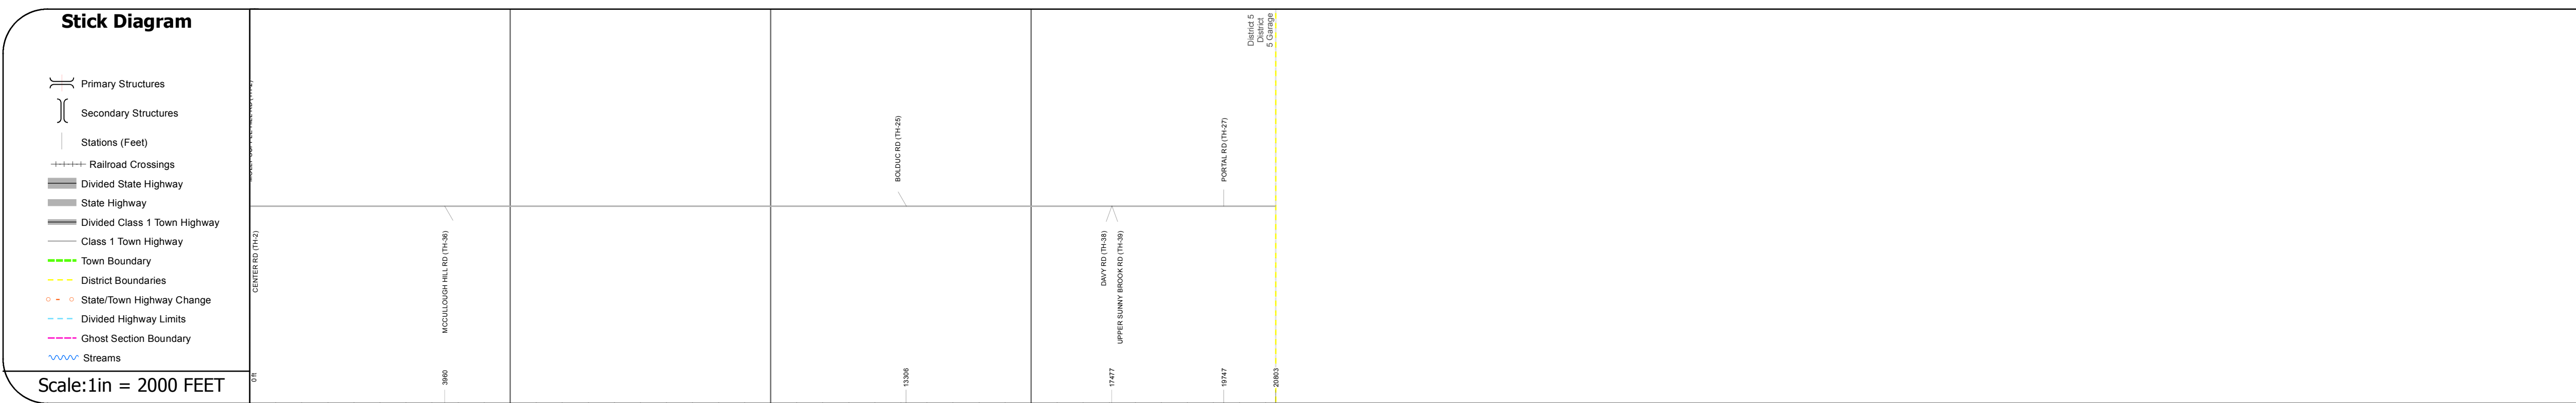 Stick Diagram
Primary Structures
Secondary Structures
Stations (Feet)
Railroad Crossings
Divided State Highway
State Highway
Divided Class 1 Town Highway
Class 1 Town Highway
Town Boundary
District Boundaries
State/Town Highway Change
Divided Highway Limits
Ghost Section Boundary
Streams
Scale:1in = 2000 FEET
CENTER RD (TH-2)
0 ft
MCCULLOUGH HILL RD (TH-36)
3960
BOLDUC RD (TH-25)
13306
DAVY RD (TH-38)
UPPER SUNNY BROOK RD (TH-39)
17477
PORTAL RD (TH-27)
19747
District 5
District
5 Garage
20803